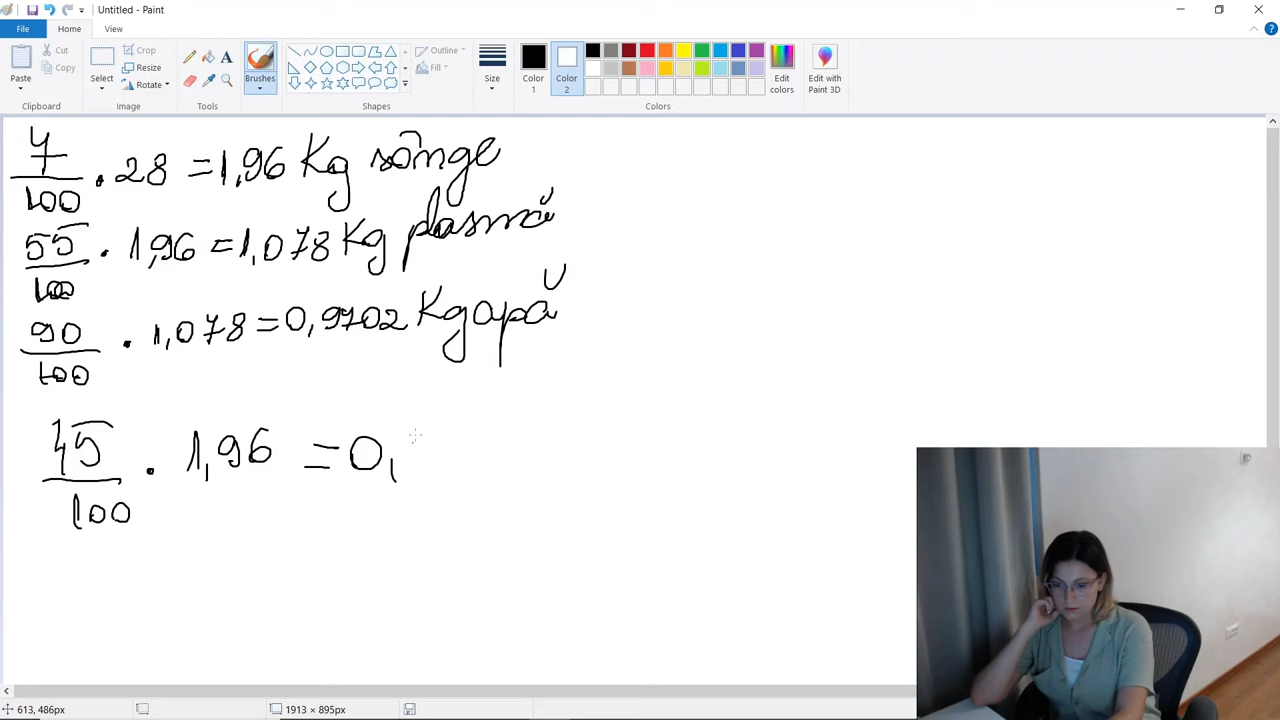 Untitled - Paint
File
Home
View
Paste
Cut
Copy
Clipboard
Select
Crop
Resize
Rotate
Image
A
Tools
Brushes
Outline
Fill
Shapes
Size
Color 1
Color 2
Edit colors
Colors
Edit with Paint 3D
7/100 . 28 = 1,96 Kg sânge
55/100 . 1,96 = 1,078 Kg plasmă
90/100 . 1,078 = 0,9702 Kg apă
45/100 . 1,96 = 0,
613, 486px
1913 × 895px